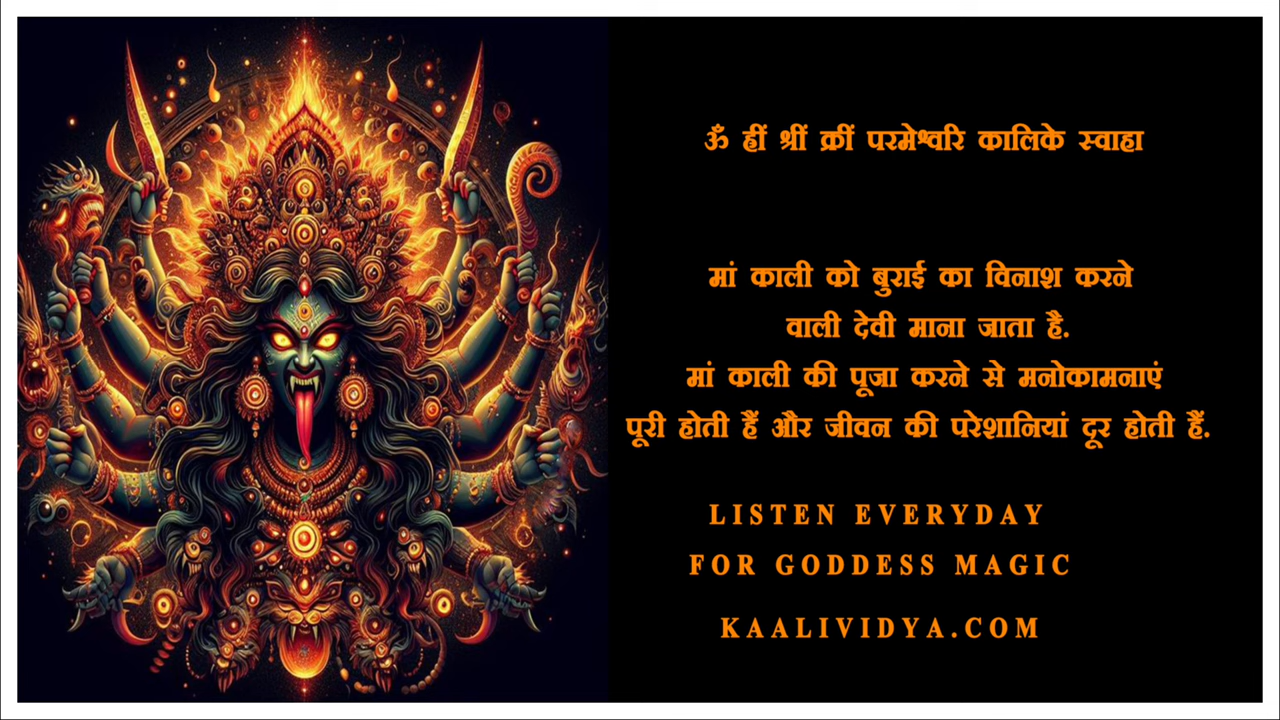 ॐ ह्रीं श्रीं क्रीं परमेश्वरि कालिके स्वाहा
मां काली को बुराई का विनाश करने
वाली देवी माना जाता है.
मां काली की पूजा करने से मनोकामनाएं
पूरी होती हैं और जीवन की परेशानियां दूर होती हैं.
LISTEN EVERYDAY
FOR GODDESS MAGIC
KAALIVIDYA.COM